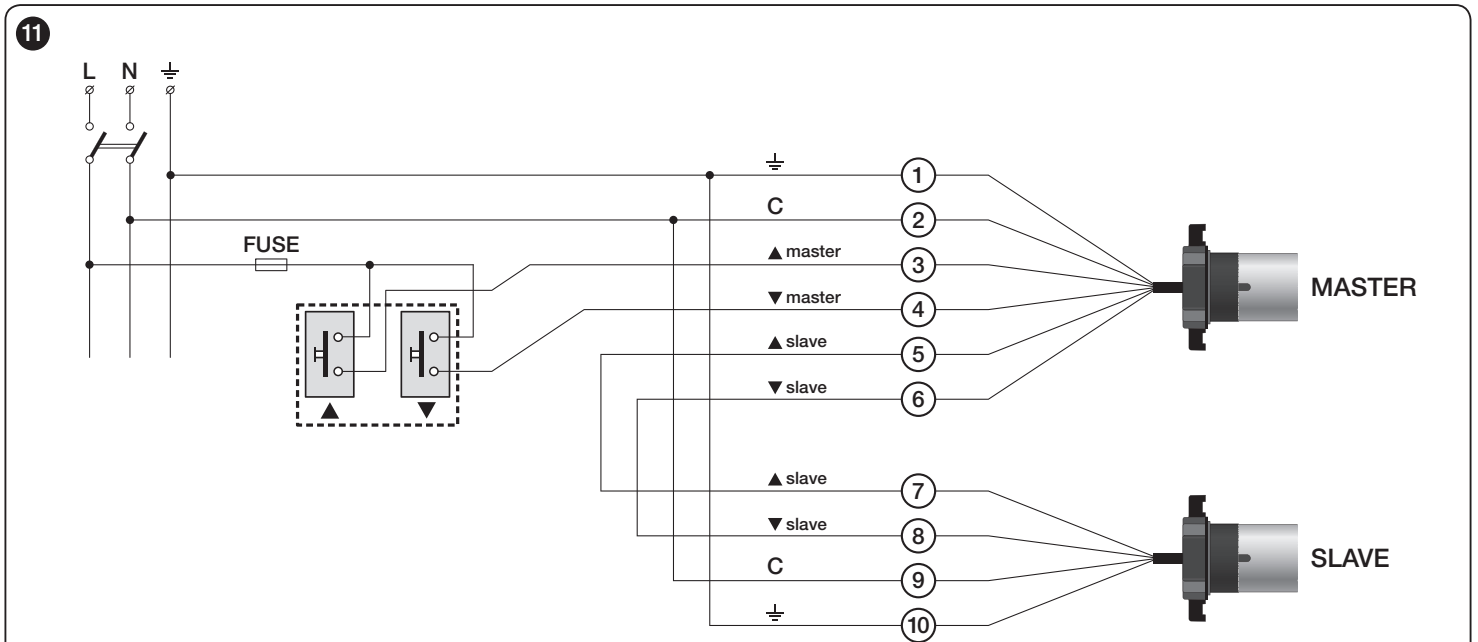 11
L N
1
C 2
FUSE
▲ master 3
▼ master 4
MASTER
▲ slave 5
▼ slave 6
▲ slave 7
▼ slave 8
SLAVE
C 9
10